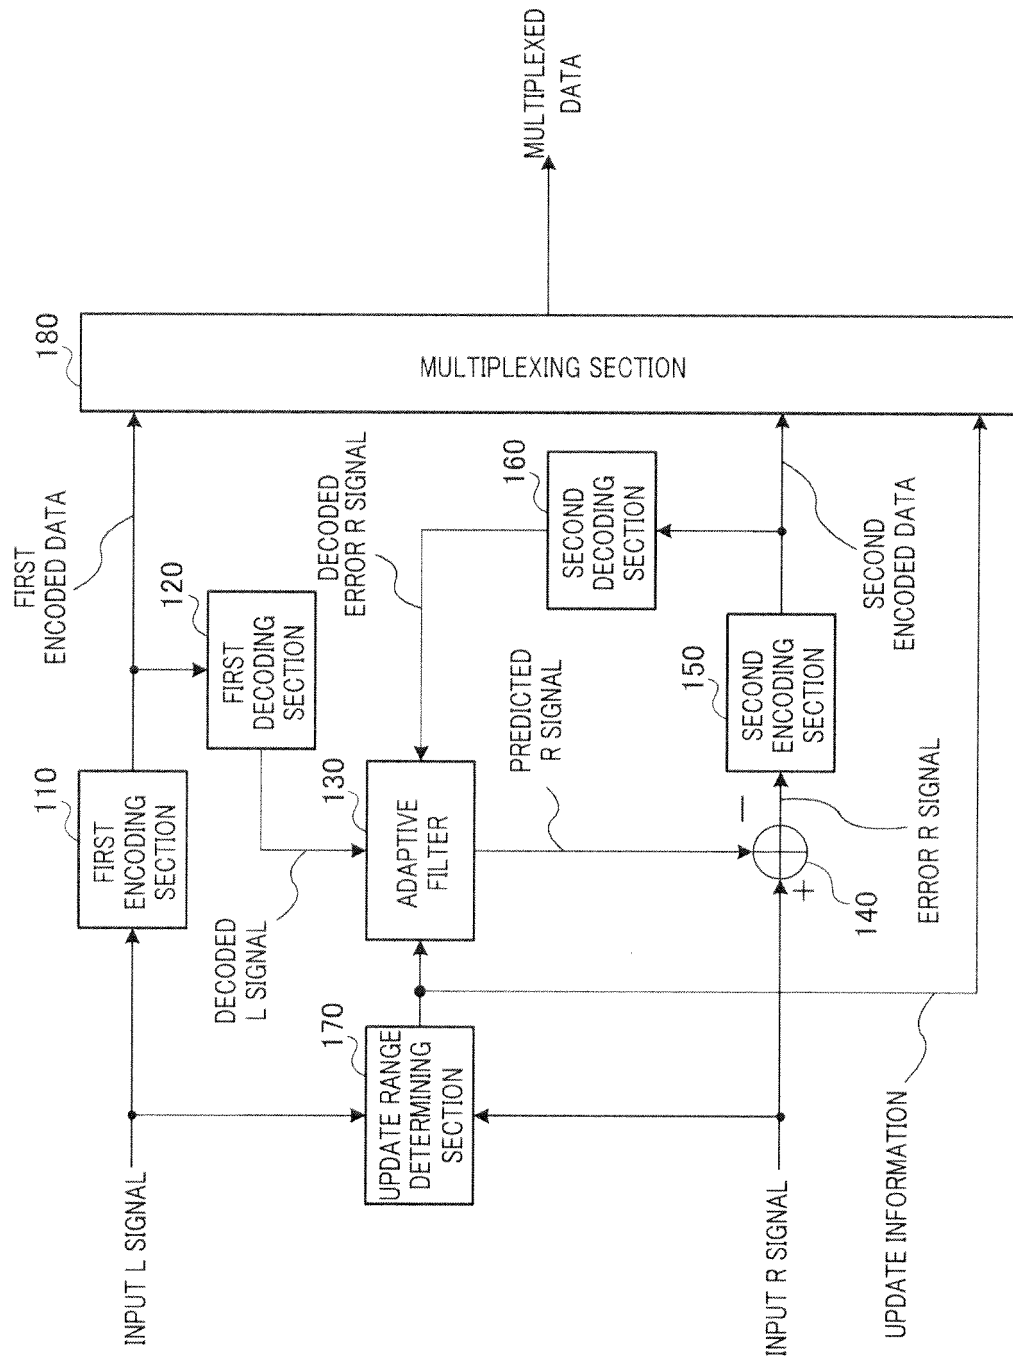 INPUT L SIGNAL
110
FIRST
ENCODING
SECTION
FIRST
ENCODED DATA
120
FIRST
DECODING
SECTION
DECODED
L SIGNAL
170
UPDATE RANGE
DETERMINING
SECTION
130
ADAPTIVE
FILTER
DECODED
ERROR R SIGNAL
160
SECOND
DECODING
SECTION
PREDICTED
R SIGNAL
180
MULTIPLEXING SECTION
MULTIPLEXED
DATA
INPUT R SIGNAL
+
−
140
ERROR R SIGNAL
150
SECOND
ENCODING
SECTION
SECOND
ENCODED DATA
UPDATE INFORMATION